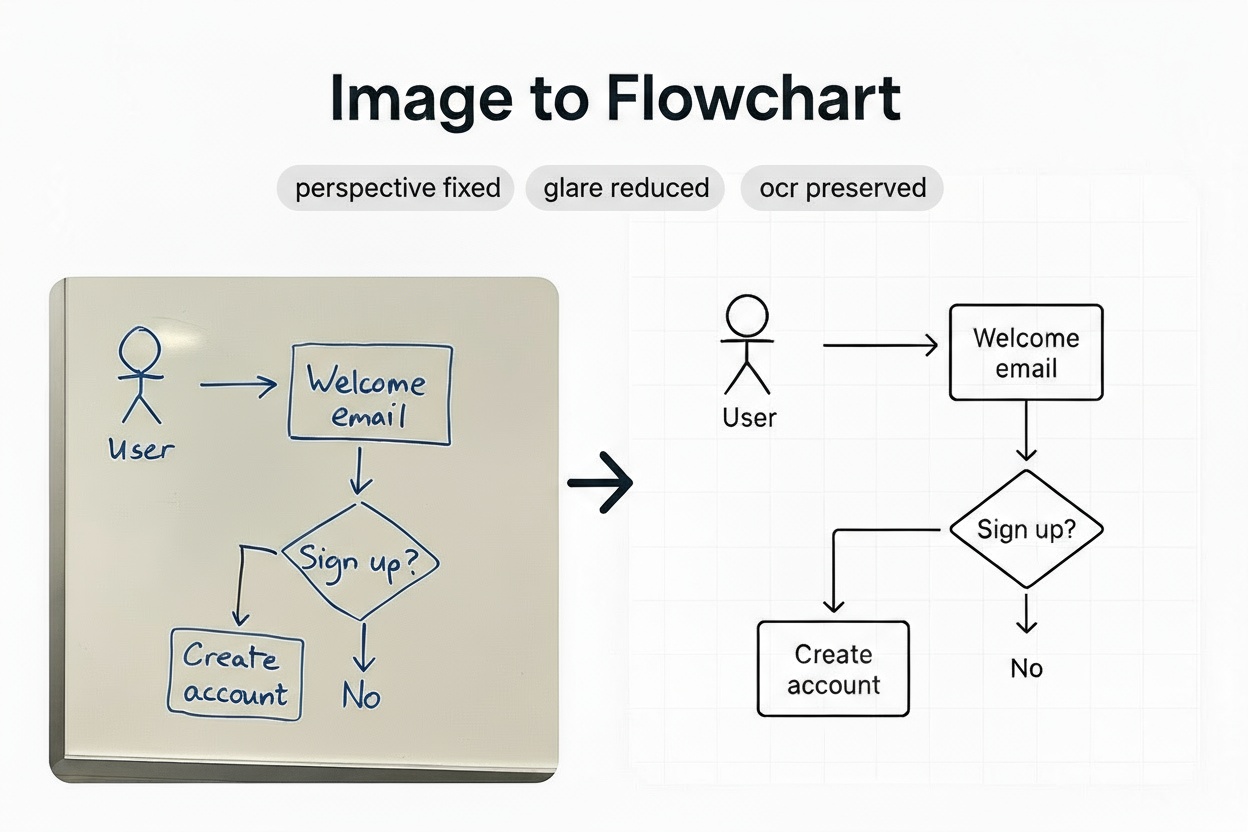 Image to Flowchart
perspective fixed
glare reduced
ocr preserved
Welcome
email
User
Sign up?
Create
account
No
Welcome
email
User
Sign up?
Create
account
No